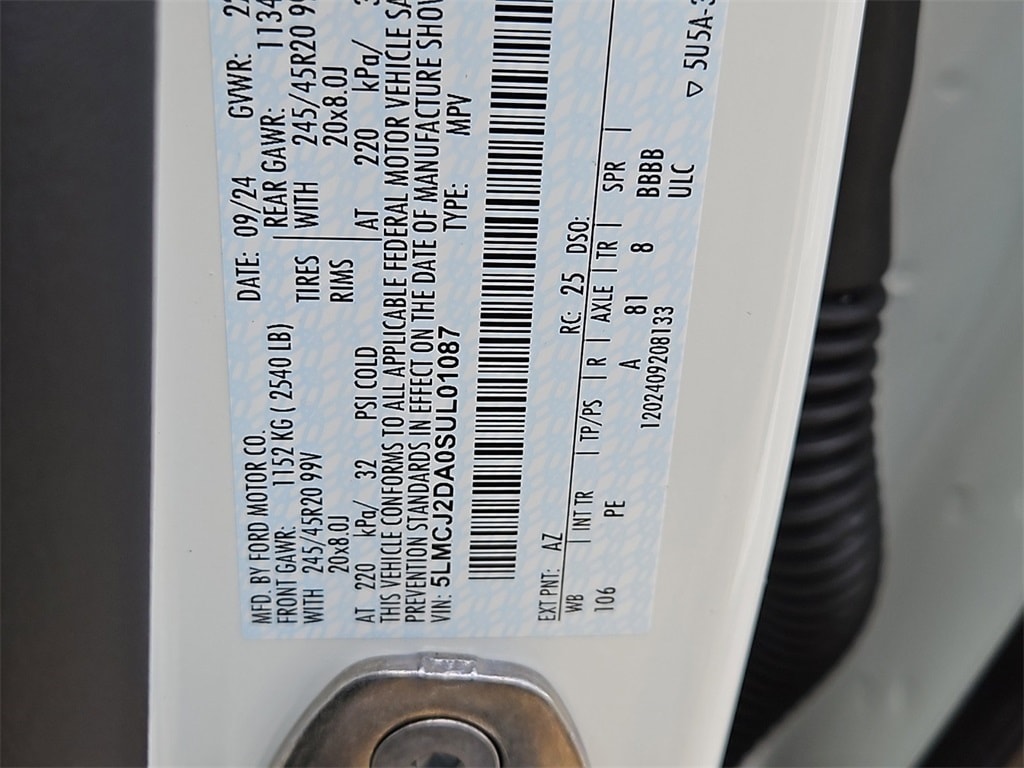 MFD. BY FORD MOTOR CO. DATE: 09/24 GVWR:
FRONT GAWR: 1152 KG ( 2540 LB) REAR GAWR: 1134
WITH 245/45R20 99V TIRES WITH 245/45R20
20x8.0J RIMS 20x8.0J
AT 220 kPa/ 32 PSI COLD AT 220 kPa/
THIS VEHICLE CONFORMS TO ALL APPLICABLE FEDERAL MOTOR VEHICLE
PREVENTION STANDARDS IN EFFECT ON THE DATE OF MANUFACTURE
VIN: 5LMCJ2DA0SUL01087 TYPE: MPV
EXT PNT: AZ RC: 25 DSO:
WB | INT TR | TP/PS | R | AXLE | TR | SPR |
106 PE A 81 8 BBBB
ULC
1202409208133
▽ 5U5A-